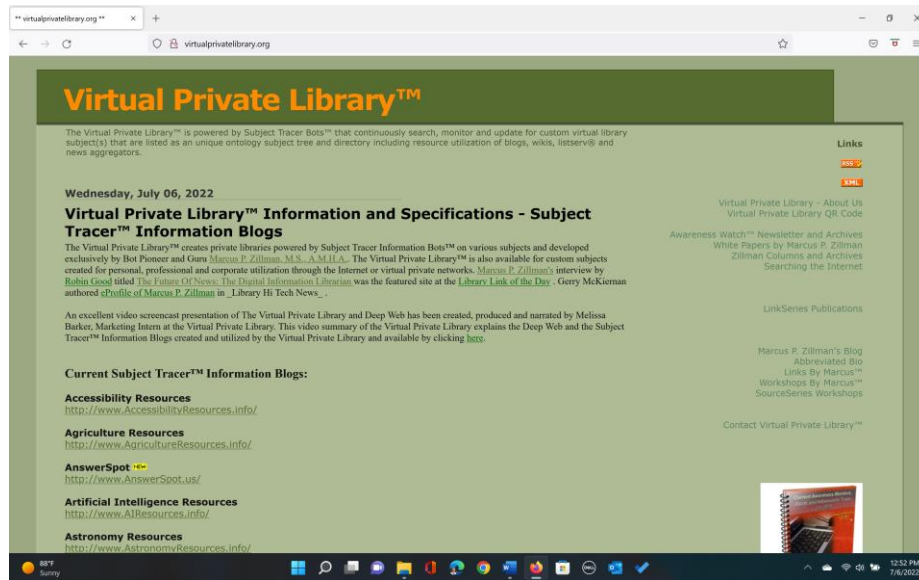 ** virtualprivatelibrary.org **
virtualprivatelibrary.org
Virtual Private Library™
The Virtual Private Library™ is powered by Subject Tracer Bots™ that continuously search, monitor and update for custom virtual library
subject(s) that are listed as an unique ontology subject tree and directory including resource utilization of blogs, wikis, listserv® and
news aggregators.
Wednesday, July 06, 2022
Virtual Private Library™ Information and Specifications - Subject
Tracer™ Information Blogs
The Virtual Private Library™ creates private libraries powered by Subject Tracer Information Bots™ on various subjects and developed
exclusively by Bot Pioneer and Guru Marcus P. Zillman, M.S., A.M.H.A.. The Virtual Private Library™ is also available for custom subjects
created for personal, professional and corporate utilization through the Internet or virtual private networks. Marcus P. Zillman's interview by
Robin Good titled The Future Of News: The Digital Information Librarian was the featured site at the Library Link of the Day . Gerry McKiernan
authored eProfile of Marcus P. Zillman in _Library Hi Tech News_ .
An excellent video screencast presentation of The Virtual Private Library and Deep Web has been created, produced and narrated by Melissa
Barker, Marketing Intern at the Virtual Private Library. This video summary of the Virtual Private Library explains the Deep Web and the Subject
Tracer™ Information Blogs created and utilized by the Virtual Private Library and available by clicking here.
Current Subject Tracer™ Information Blogs:
Accessibility Resources
http://www.AccessibilityResources.info/
Agriculture Resources
http://www.AgricultureResources.info/
AnswerSpot NEW
http://www.AnswerSpot.us/
Artificial Intelligence Resources
http://www.AIResources.info/
Astronomy Resources
http://www.AstronomyResources.info/
Links
RSS
XML
Virtual Private Library - About Us
Virtual Private Library QR Code
Awareness Watch™ Newsletter and Archives
White Papers by Marcus P. Zillman
Zillman Columns and Archives
Searching the Internet
LinkSeries Publications
Marcus P. Zillman's Blog
Abbreviated Bio
Links By Marcus™
Workshops By Marcus™
SourceSeries Workshops
Contact Virtual Private Library™
88°F
Sunny
12:52 PM
7/6/2022